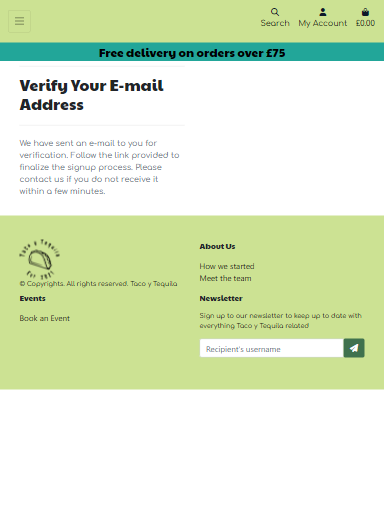 Search
My Account
£0.00
Free delivery on orders over £75
Verify Your E-mail
Address
We have sent an e-mail to you for
verification. Follow the link provided to
finalize the signup process. Please
contact us if you do not receive it
within a few minutes.
Taco y Tequila
For 2n11
© Copyrights. All rights reserved. Taco y Tequila
About Us
How we started
Meet the team
Events
Book an Event
Newsletter
Sign up to our newsletter to keep up to date with
everything Taco y Tequila related
Recipient's username